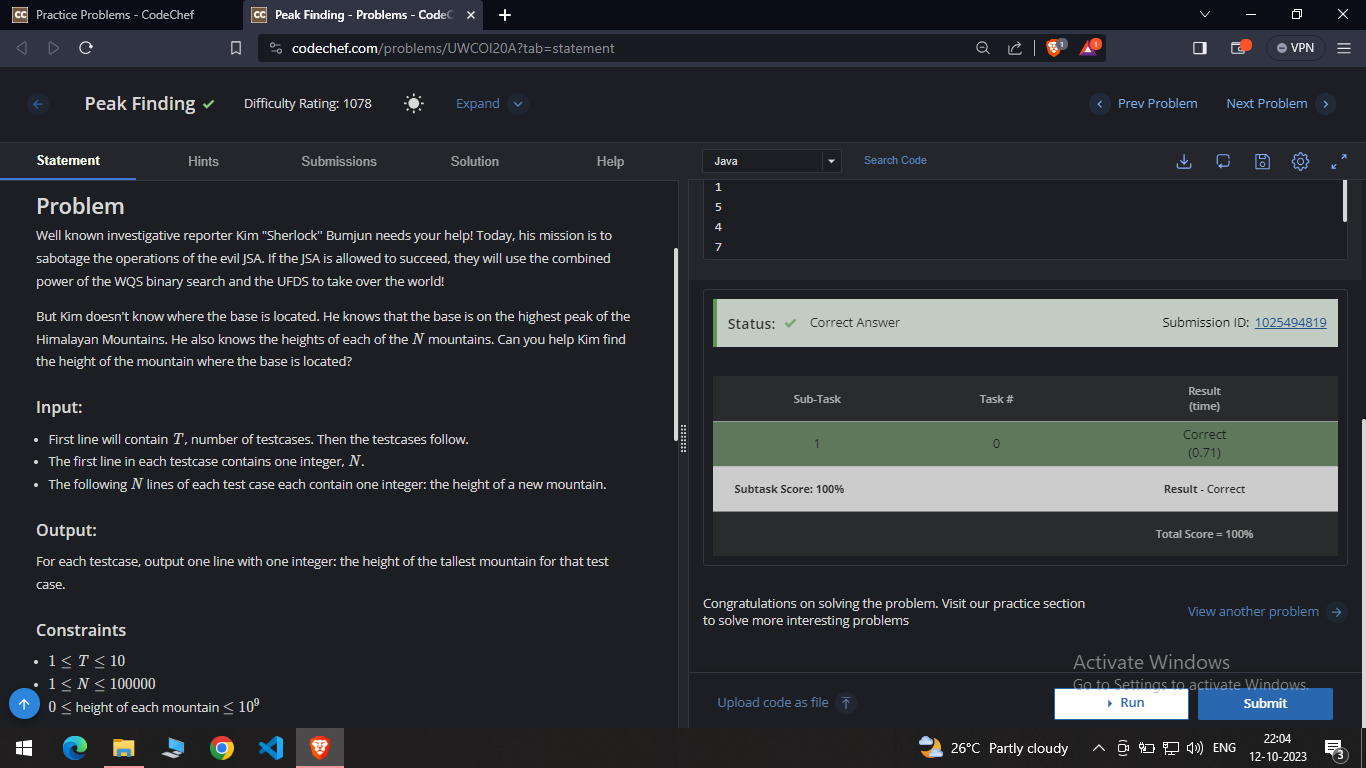 Practice Problems - CodeChef
Peak Finding - Problems - CodeC
codechef.com/problems/UWCOI20A?tab=statement
1
1
VPN
Peak Finding
Difficulty Rating: 1078
Expand
Prev Problem
Next Problem
Statement
Hints
Submissions
Solution
Help
Problem
Well known investigative reporter Kim "Sherlock" Bumjun needs your help! Today, his mission is to
sabotage the operations of the evil JSA. If the JSA is allowed to succeed, they will use the combined
power of the WQS binary search and the UFDS to take over the world!
But Kim doesn't know where the base is located. He knows that the base is on the highest peak of the
Himalayan Mountains. He also knows the heights of each of the N mountains. Can you help Kim find
the height of the mountain where the base is located?
Input:
• First line will contain T, number of testcases. Then the testcases follow.
• The first line in each testcase contains one integer, N.
• The following N lines of each test case each contain one integer: the height of a new mountain.
Output:
For each testcase, output one line with one integer: the height of the tallest mountain for that test
case.
Constraints
• 1 ≤ T ≤ 10
• 1 ≤ N ≤ 100000
• 0 ≤ height of each mountain ≤ 10⁹
Java
Search Code
1
5
4
7
Status: ✓ Correct Answer
Submission ID: 1025494819
Sub-Task
Task #
Result
(time)
1
0
Correct
(0.71)
Subtask Score: 100%
Result - Correct
Total Score = 100%
Congratulations on solving the problem. Visit our practice section
to solve more interesting problems
View another problem
Activate Windows
Go to Settings to activate Windows.
Upload code as file
Run
Submit
26°C Partly cloudy
ENG
22:04
12-10-2023
3